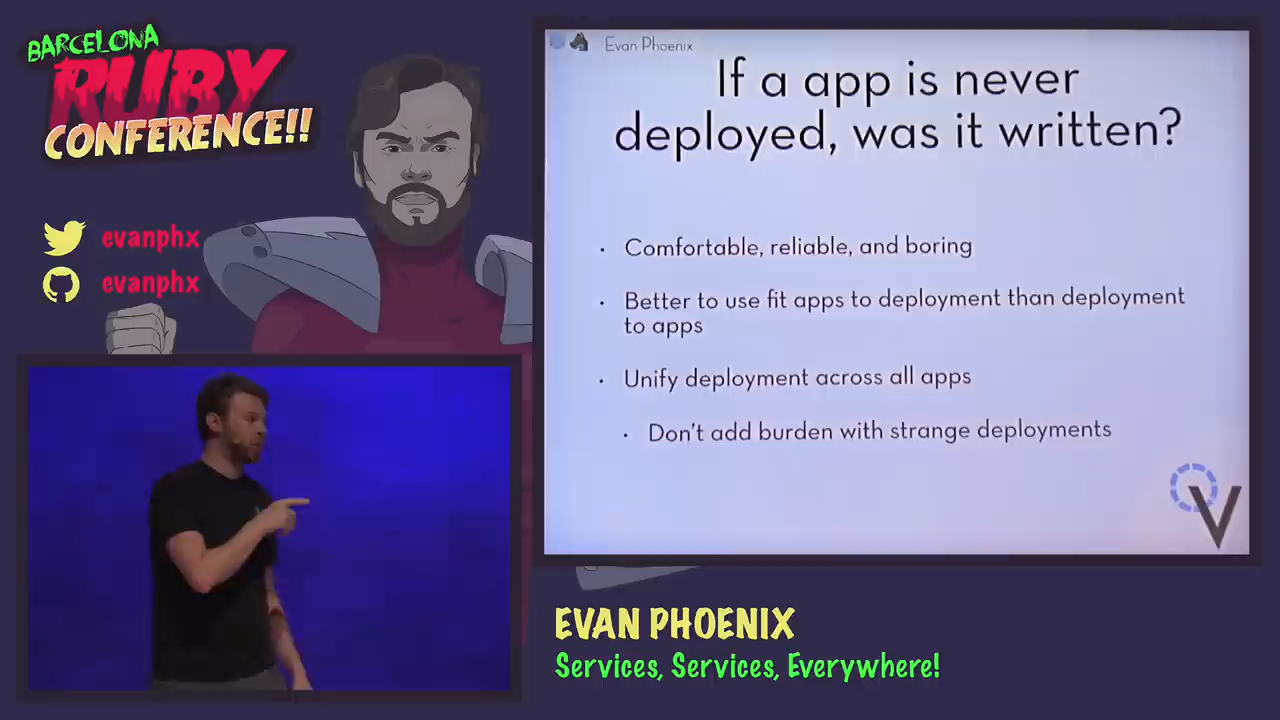 BARCELONA
RUBY
CONFERENCE!!
evanphx
evanphx
Evan Phoenix
If a app is never
deployed, was it written?
· Comfortable, reliable, and boring
· Better to use fit apps to deployment than deployment
to apps
· Unify deployment across all apps
· Don't add burden with strange deployments
V
EVAN PHOENIX
Services, Services, Everywhere!